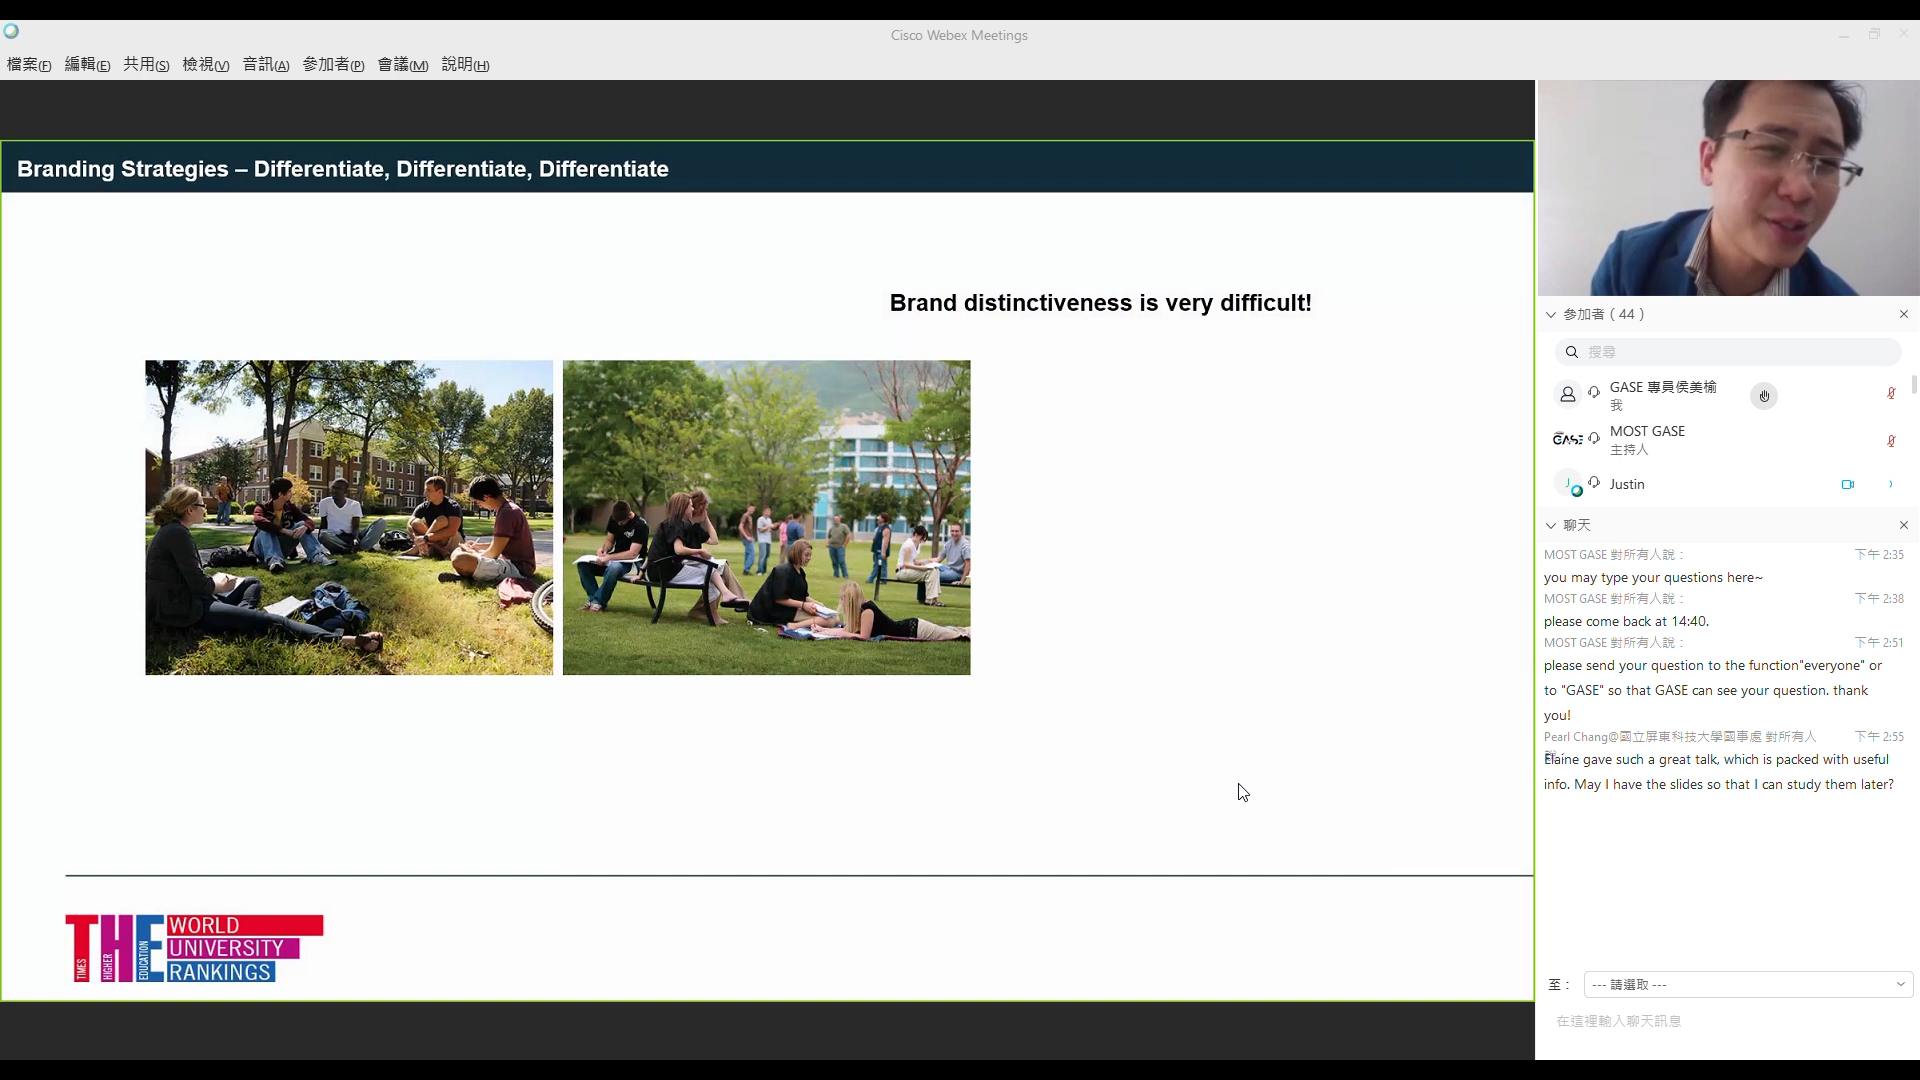 Cisco Webex Meetings
檔案(F) 編輯(E) 共用(S) 檢視(V) 音訊(A) 參加者(P) 會議(M) 說明(H)
Branding Strategies – Differentiate, Differentiate, Differentiate
Brand distinctiveness is very difficult!
THE
TIMES
HIGHER
EDUCATION
WORLD
UNIVERSITY
RANKINGS
參加者 ( 44 )
搜尋
GASE 專員侯美榆
我
GASE
MOST GASE
主持人
J
Justin
聊天
MOST GASE 對所有人說： 下午 2:35
you may type your questions here~
MOST GASE 對所有人說： 下午 2:38
please come back at 14:40.
MOST GASE 對所有人說： 下午 2:51
please send your question to the function"everyone" or
to "GASE" so that GASE can see your question. thank
you!
Pearl Chang@國立屏東科技大學國事處 對所有人 下午 2:55
Elaine gave such a great talk, which is packed with useful
info. May I have the slides so that I can study them later?
至： --- 請選取 ---
在這裡輸入聊天訊息